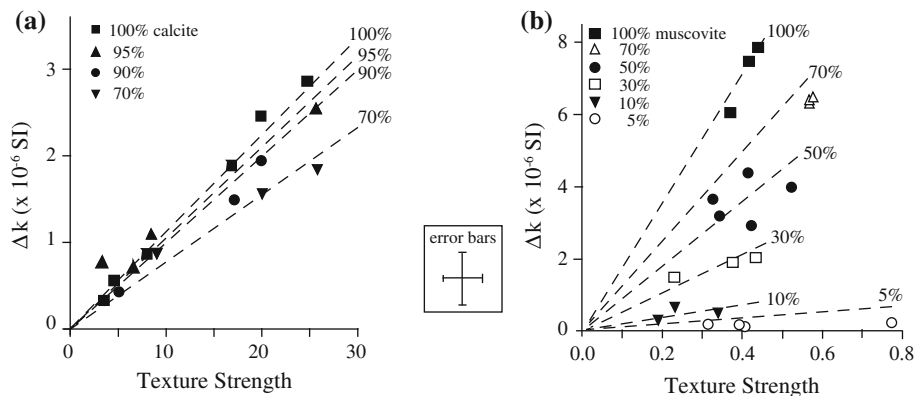 (a)
100% calcite
95%
90%
70%
100%
95%
90%
70%
3
2
1
0
Δk (x 10⁻⁶ SI)
0 10 20 30
Texture Strength
error bars
(b)
100% muscovite
70%
50%
30%
10%
5%
100%
70%
50%
30%
10%
5%
8
6
4
2
0
Δk (x 10⁻⁶ SI)
0.0 0.2 0.4 0.6 0.8
Texture Strength